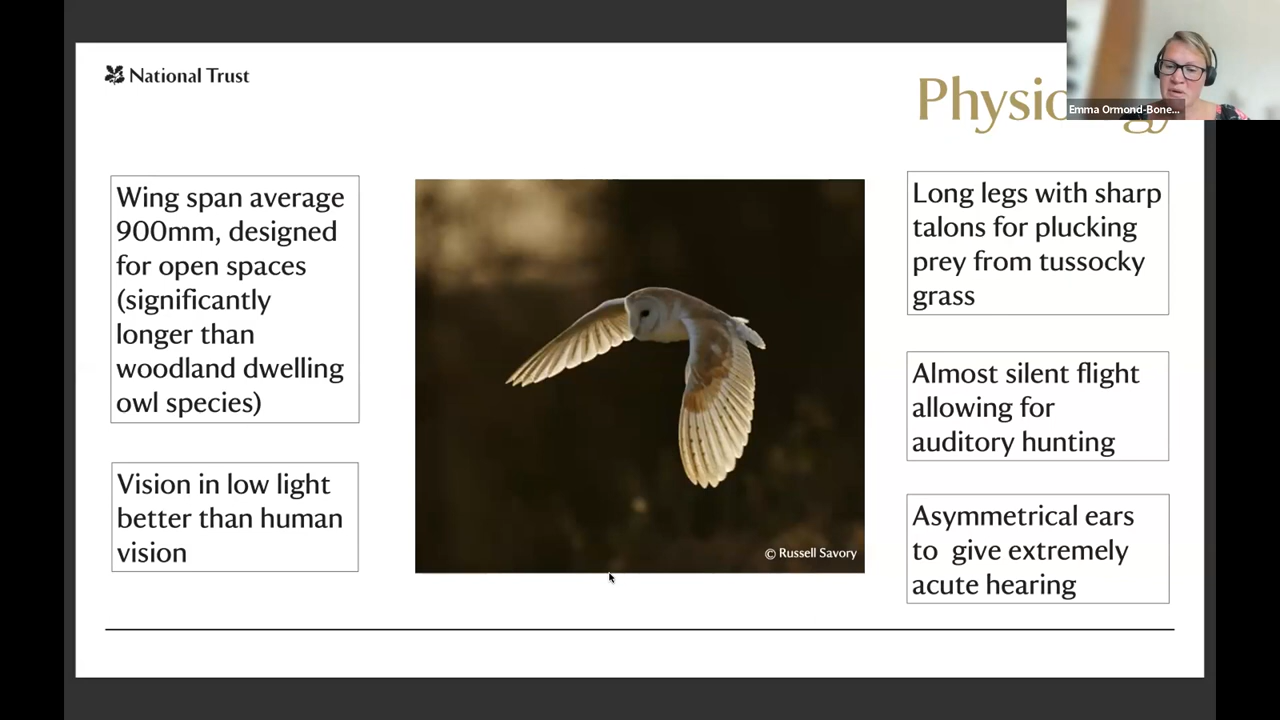 National Trust
Emma Ormond-Bone...
Wing span average
900mm, designed
for open spaces
(significantly
longer than
woodland dwelling
owl species)
Vision in low light
better than human
vision
© Russell Savory
Long legs with sharp
talons for plucking
prey from tussocky
grass
Almost silent flight
allowing for
auditory hunting
Asymmetrical ears
to give extremely
acute hearing